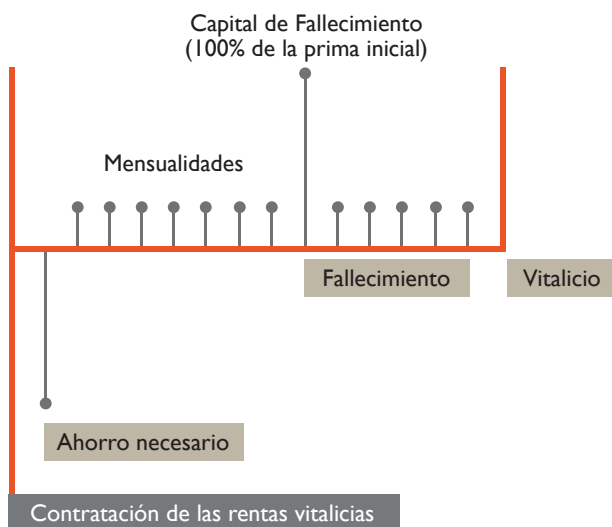 Capital de Fallecimiento
(100% de la prima inicial)
Mensualidades
Fallecimiento
Vitalicio
Ahorro necesario
Contratación de las rentas vitalicias